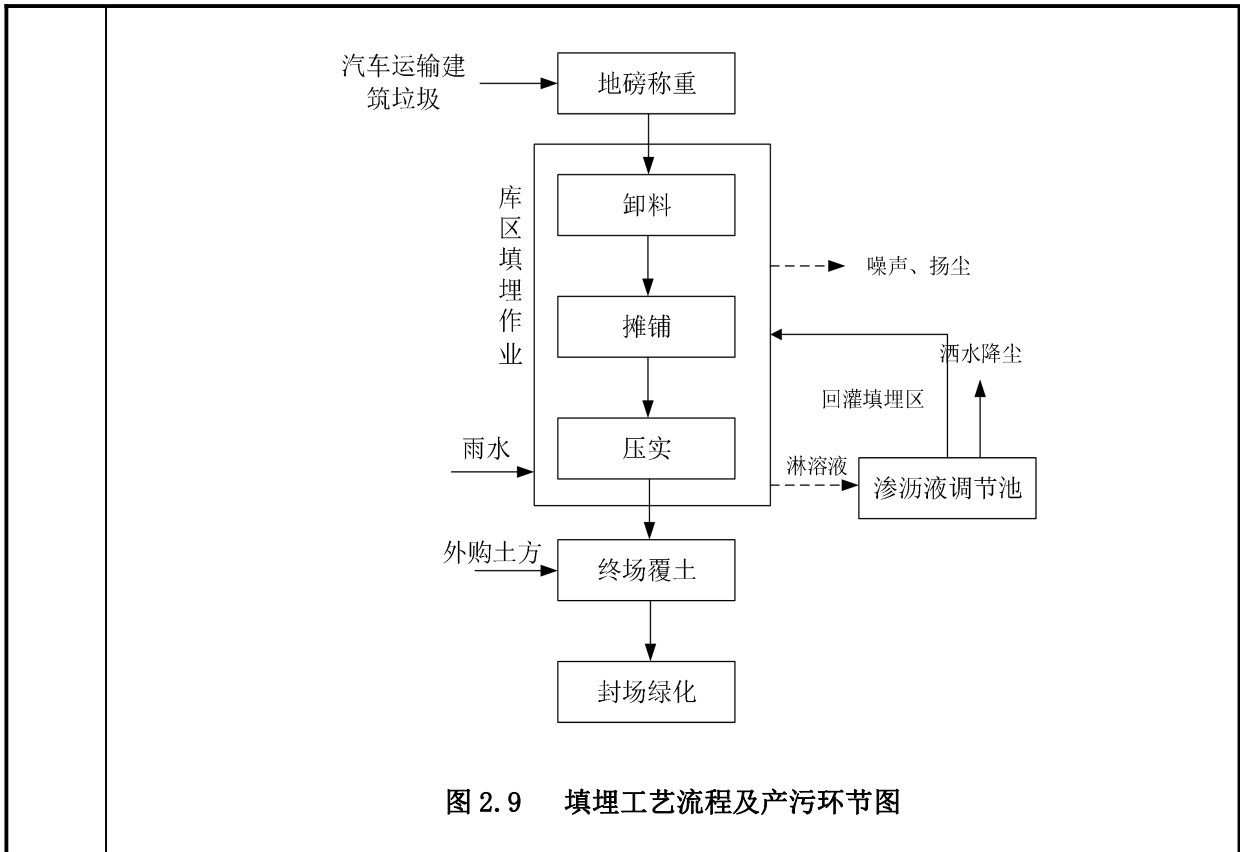 汽车运输建
筑垃圾
地磅称重
库区填埋作业
卸料
噪声、扬尘
摊铺
洒水降尘
回灌填埋区
雨水
压实
淋溶液
渗沥液调节池
外购土方
终场覆土
封场绿化
图 2.9 填埋工艺流程及产污环节图